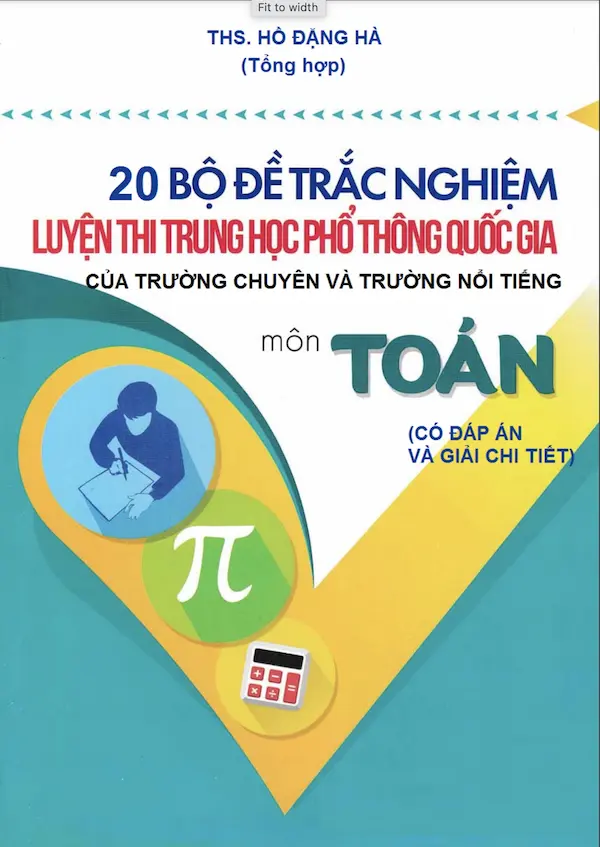 Fit to width
THS. HỒ ĐẶNG HÀ
(Tổng hợp)
20 BỘ ĐỀ TRẮC NGHIỆM
LUYỆN THI TRUNG HỌC PHỔ THÔNG QUỐC GIA
CỦA TRƯỜNG CHUYÊN VÀ TRƯỜNG NỔI TIẾNG
môn TOÁN
(CÓ ĐÁP ÁN
VÀ GIẢI CHI TIẾT)
π